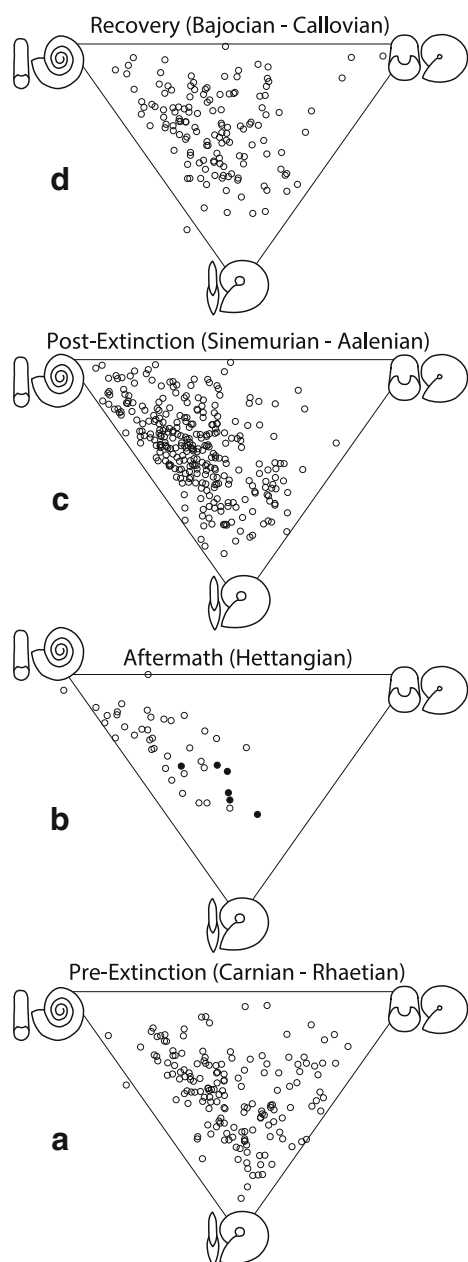 Recovery (Bajocian - Callovian)
d
Post-Extinction (Sinemurian - Aalenian)
c
Aftermath (Hettangian)
b
Pre-Extinction (Carnian - Rhaetian)
a